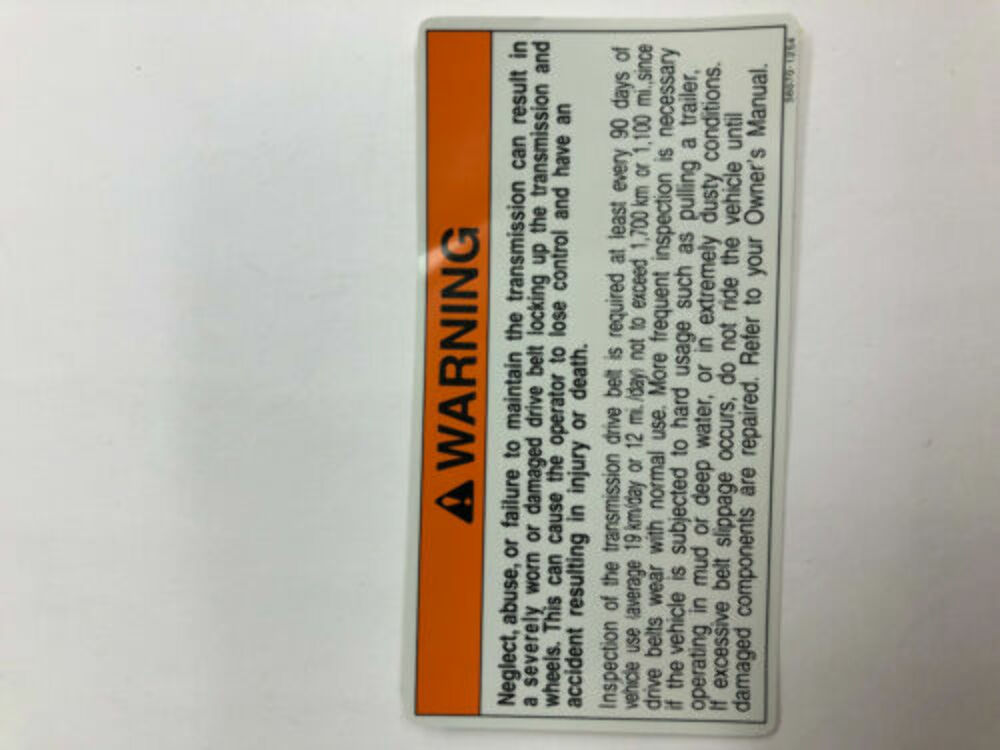 WARNING
Neglect, abuse, or failure to maintain the transmission can result in
a severely worn or damaged drive belt locking up the transmission and
wheels. This can cause the operator to lose control and have an
accident resulting in injury or death.
Inspection of the transmission drive belt is required at least every 90 days of
vehicle use (average 19 km/day or 12 mi./day) not to exceed 1,700 km or 1,100 mi.,since
drive belts wear with normal use. More frequent inspection is necessary
if the vehicle is subjected to hard usage such as pulling a trailer,
operating in mud or deep water, or in extremely dusty conditions.
If excessive belt slippage occurs, do not ride the vehicle until
damaged components are repaired. Refer to your Owner's Manual.